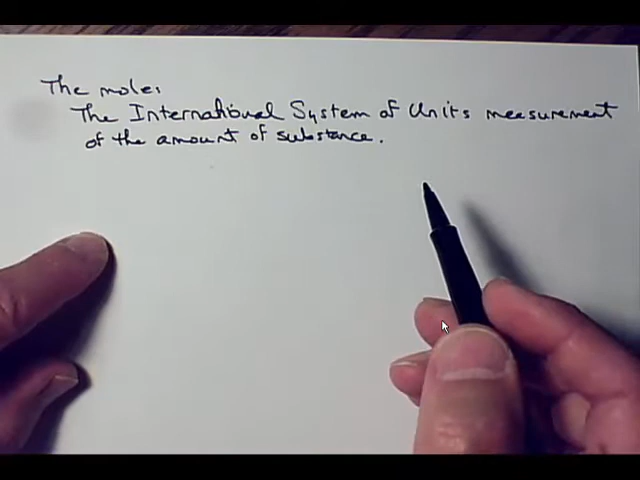 The mole:
The International System of Units measurement
of the amount of substance.